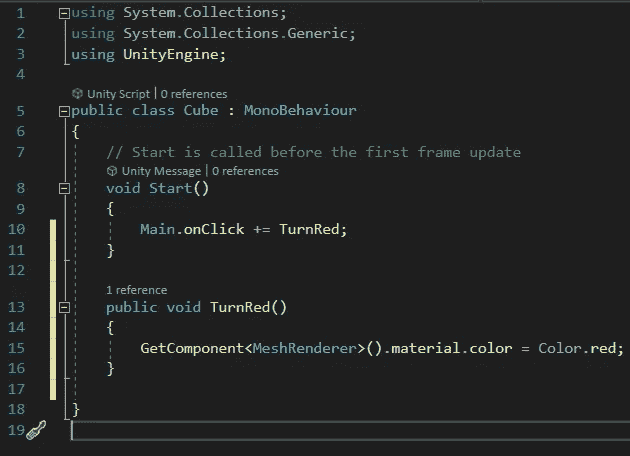 1 using System.Collections;
2 using System.Collections.Generic;
3 using UnityEngine;
4
Unity Script | 0 references
5 public class Cube : MonoBehaviour
6 {
7 // Start is called before the first frame update
Unity Message | 0 references
8 void Start()
9 {
10 Main.onClick += TurnRed;
11 }
12
1 reference
13 public void TurnRed()
14 {
15 GetComponent<MeshRenderer>().material.color = Color.red;
16 }
17
18 }
19